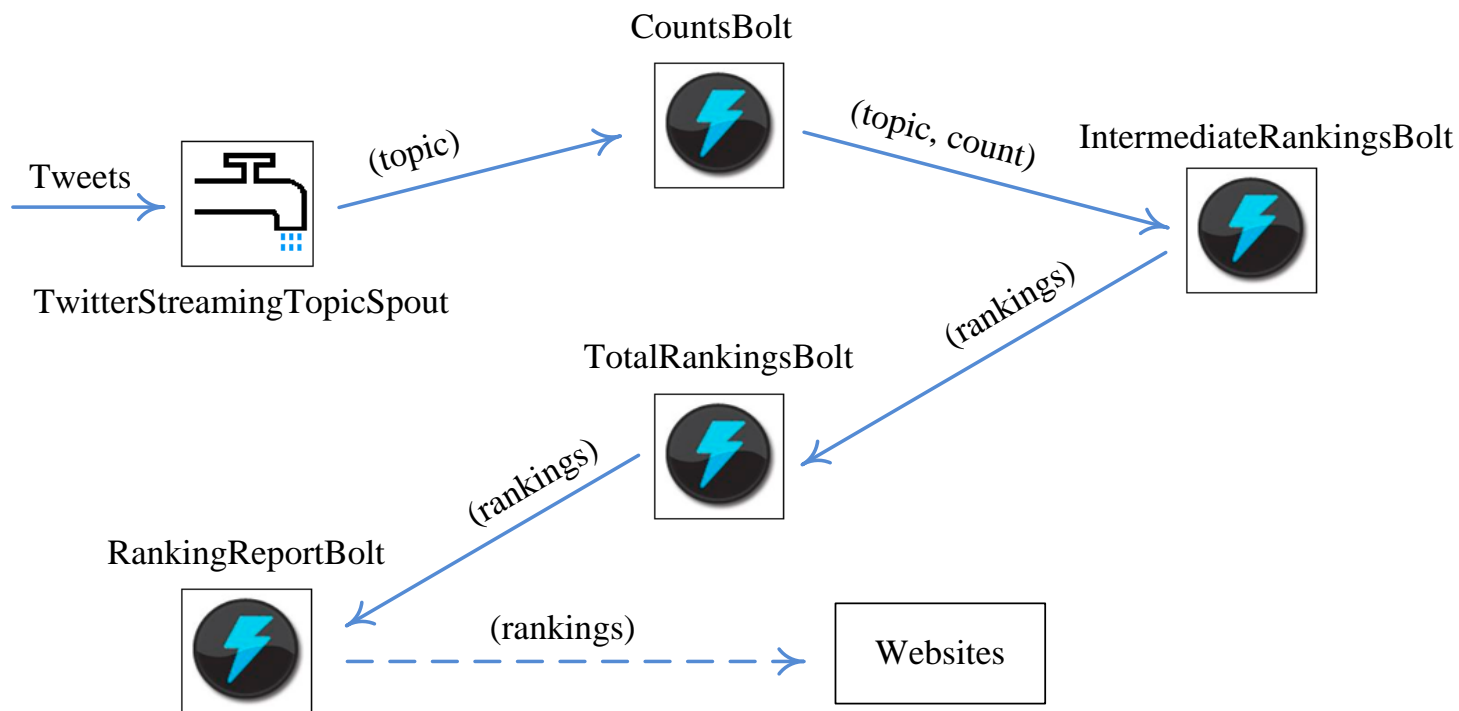 CountsBolt
(topic)
(topic, count)
IntermediateRankingsBolt
Tweets
TwitterStreamingTopicSpout
(rankings)
TotalRankingsBolt
(rankings)
RankingReportBolt
(rankings)
Websites